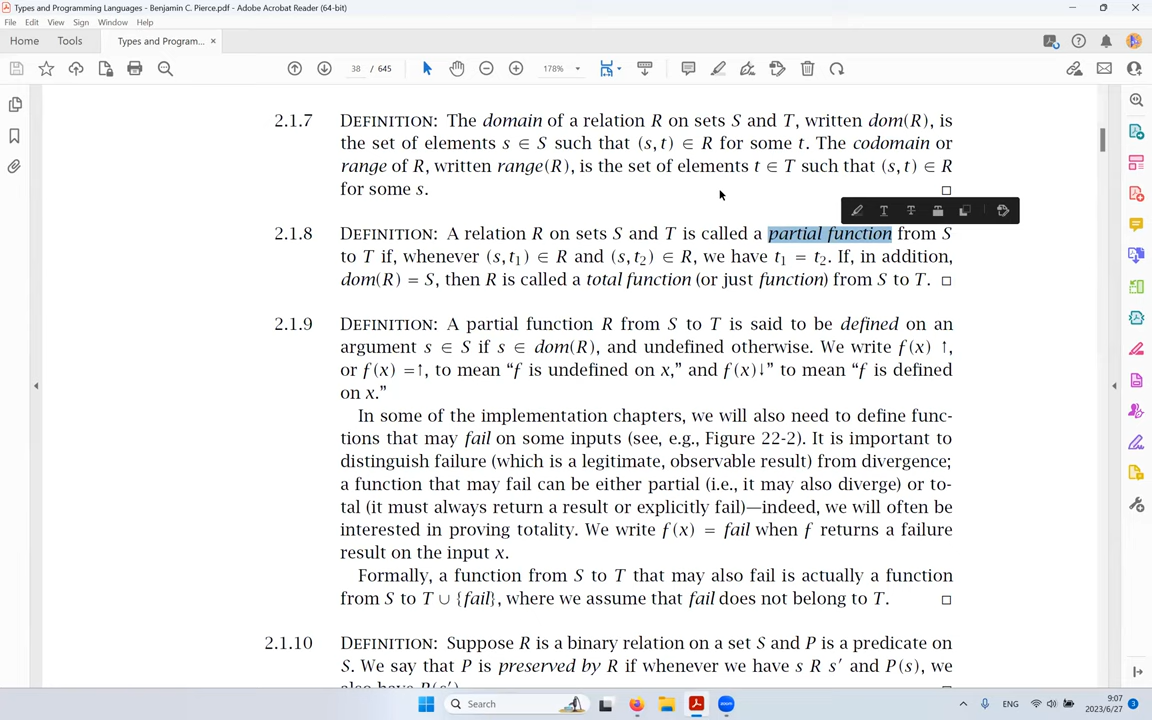 Types and Programming Languages - Benjamin C. Pierce.pdf - Adobe Acrobat Reader (64-bit)
File Edit View Sign Window Help
Home Tools Types and Program... ×
38 / 645 178%
2.1.7 DEFINITION: The domain of a relation R on sets S and T, written dom(R), is
the set of elements s ∈ S such that (s, t) ∈ R for some t. The codomain or
range of R, written range(R), is the set of elements t ∈ T such that (s, t) ∈ R
for some s. □
2.1.8 DEFINITION: A relation R on sets S and T is called a partial function from S
to T if, whenever (s, t₁) ∈ R and (s, t₂) ∈ R, we have t₁ = t₂. If, in addition,
dom(R) = S, then R is called a total function (or just function) from S to T. □
2.1.9 DEFINITION: A partial function R from S to T is said to be defined on an
argument s ∈ S if s ∈ dom(R), and undefined otherwise. We write f(x) ↑,
or f(x) =↑, to mean “f is undefined on x,” and f(x)↓” to mean “f is defined
on x.”
In some of the implementation chapters, we will also need to define func-
tions that may fail on some inputs (see, e.g., Figure 22-2). It is important to
distinguish failure (which is a legitimate, observable result) from divergence;
a function that may fail can be either partial (i.e., it may also diverge) or to-
tal (it must always return a result or explicitly fail)—indeed, we will often be
interested in proving totality. We write f(x) = fail when f returns a failure
result on the input x.
Formally, a function from S to T that may also fail is actually a function
from S to T ∪ {fail}, where we assume that fail does not belong to T. □
2.1.10 DEFINITION: Suppose R is a binary relation on a set S and P is a predicate on
S. We say that P is preserved by R if whenever we have s R s′ and P(s), we
also have P(s′).
Search
ENG
9:07
2023/6/27
3